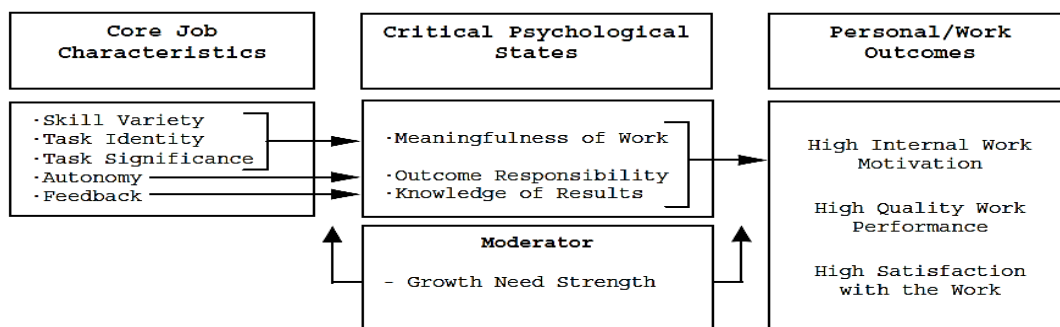 Core Job
Characteristics
Critical Psychological
States
Personal/Work
Outcomes
·Skill Variety
·Task Identity
·Task Significance
·Autonomy
·Feedback
·Meaningfulness of Work
·Outcome Responsibility
·Knowledge of Results
High Internal Work
Motivation
High Quality Work
Performance
High Satisfaction
with the Work
Moderator
- Growth Need Strength